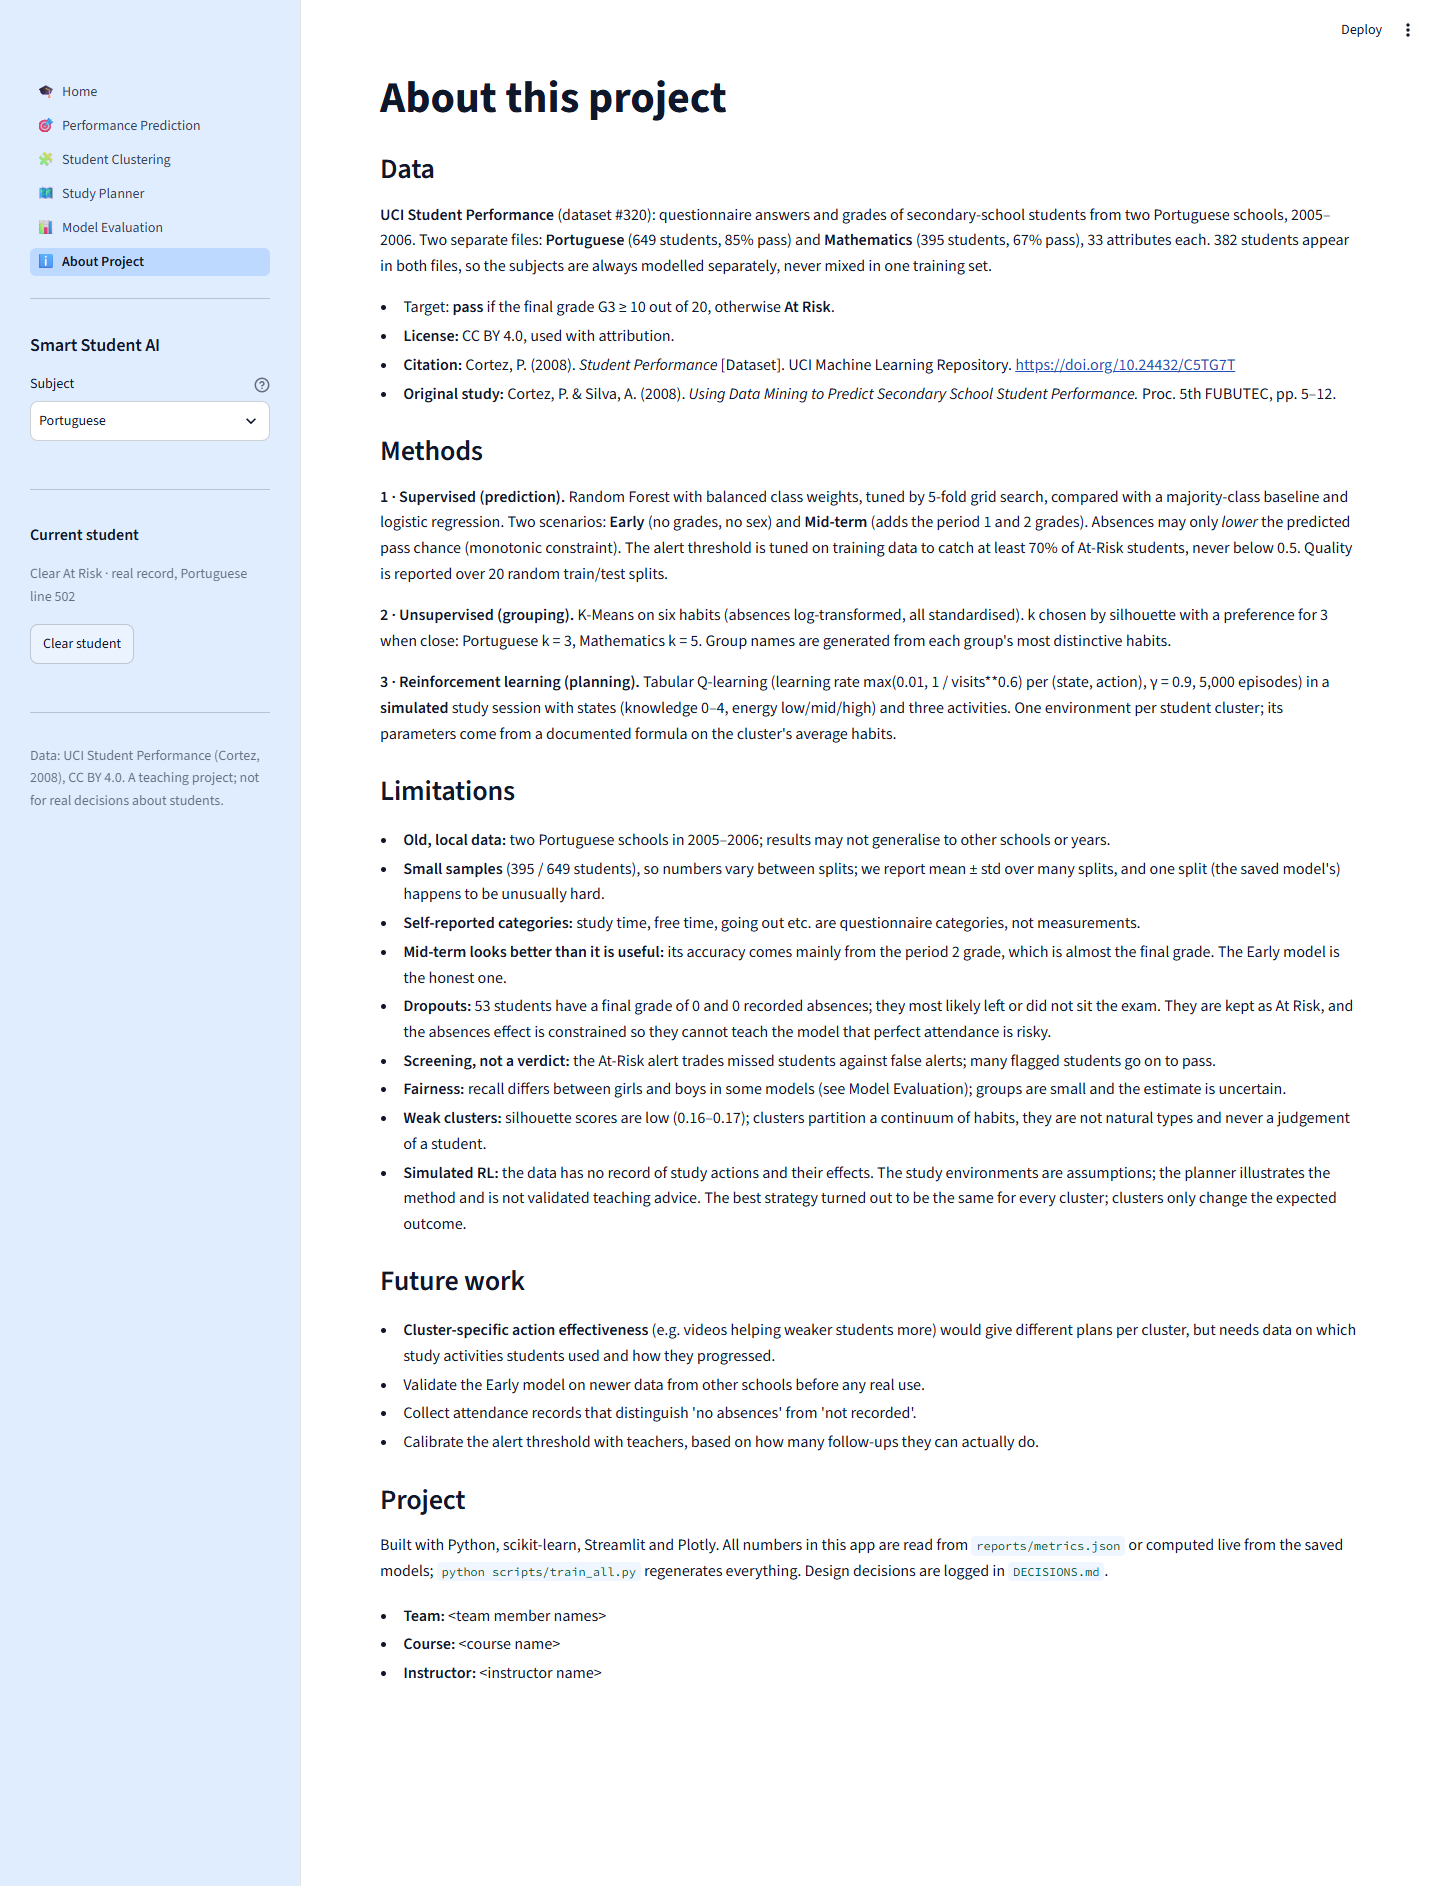 Deploy
Home
Performance Prediction
Student Clustering
Study Planner
Model Evaluation
About Project
Smart Student AI
Subject
Portuguese
Current student
Clear At Risk · real record, Portuguese
line 502
Clear student
Data: UCI Student Performance (Cortez,
2008), CC BY 4.0. A teaching project; not
for real decisions about students.
About this project
Data
UCI Student Performance (dataset #320): questionnaire answers and grades of secondary-school students from two Portuguese schools, 2005–
2006. Two separate files: Portuguese (649 students, 85% pass) and Mathematics (395 students, 67% pass), 33 attributes each. 382 students appear
in both files, so the subjects are always modelled separately, never mixed in one training set.
• Target: pass if the final grade G3 ≥ 10 out of 20, otherwise At Risk.
• License: CC BY 4.0, used with attribution.
• Citation: Cortez, P. (2008). Student Performance [Dataset]. UCI Machine Learning Repository. https://doi.org/10.24432/C5TG7T
• Original study: Cortez, P. & Silva, A. (2008). Using Data Mining to Predict Secondary School Student Performance. Proc. 5th FUBUTEC, pp. 5–12.
Methods
1 · Supervised (prediction). Random Forest with balanced class weights, tuned by 5-fold grid search, compared with a majority-class baseline and
logistic regression. Two scenarios: Early (no grades, no sex) and Mid-term (adds the period 1 and 2 grades). Absences may only lower the predicted
pass chance (monotonic constraint). The alert threshold is tuned on training data to catch at least 70% of At-Risk students, never below 0.5. Quality
is reported over 20 random train/test splits.
2 · Unsupervised (grouping). K-Means on six habits (absences log-transformed, all standardised). k chosen by silhouette with a preference for 3
when close: Portuguese k = 3, Mathematics k = 5. Group names are generated from each group's most distinctive habits.
3 · Reinforcement learning (planning). Tabular Q-learning (learning rate max(0.01, 1 / visits**0.6) per (state, action), γ = 0.9, 5,000 episodes) in a
simulated study session with states (knowledge 0–4, energy low/mid/high) and three activities. One environment per student cluster; its
parameters come from a documented formula on the cluster's average habits.
Limitations
• Old, local data: two Portuguese schools in 2005–2006; results may not generalise to other schools or years.
• Small samples (395 / 649 students), so numbers vary between splits; we report mean ± std over many splits, and one split (the saved model's)
happens to be unusually hard.
• Self-reported categories: study time, free time, going out etc. are questionnaire categories, not measurements.
• Mid-term looks better than it is useful: its accuracy comes mainly from the period 2 grade, which is almost the final grade. The Early model is
the honest one.
• Dropouts: 53 students have a final grade of 0 and 0 recorded absences; they most likely left or did not sit the exam. They are kept as At Risk, and
the absences effect is constrained so they cannot teach the model that perfect attendance is risky.
• Screening, not a verdict: the At-Risk alert trades missed students against false alerts; many flagged students go on to pass.
• Fairness: recall differs between girls and boys in some models (see Model Evaluation); groups are small and the estimate is uncertain.
• Weak clusters: silhouette scores are low (0.16–0.17); clusters partition a continuum of habits, they are not natural types and never a judgement
of a student.
• Simulated RL: the data has no record of study actions and their effects. The study environments are assumptions; the planner illustrates the
method and is not validated teaching advice. The best strategy turned out to be the same for every cluster; clusters only change the expected
outcome.
Future work
• Cluster-specific action effectiveness (e.g. videos helping weaker students more) would give different plans per cluster, but needs data on which
study activities students used and how they progressed.
• Validate the Early model on newer data from other schools before any real use.
• Collect attendance records that distinguish 'no absences' from 'not recorded'.
• Calibrate the alert threshold with teachers, based on how many follow-ups they can actually do.
Project
Built with Python, scikit-learn, Streamlit and Plotly. All numbers in this app are read from reports/metrics.json or computed live from the saved
models; python scripts/train_all.py regenerates everything. Design decisions are logged in DECISIONS.md.
• Team: <team member names>
• Course: <course name>
• Instructor: <instructor name>